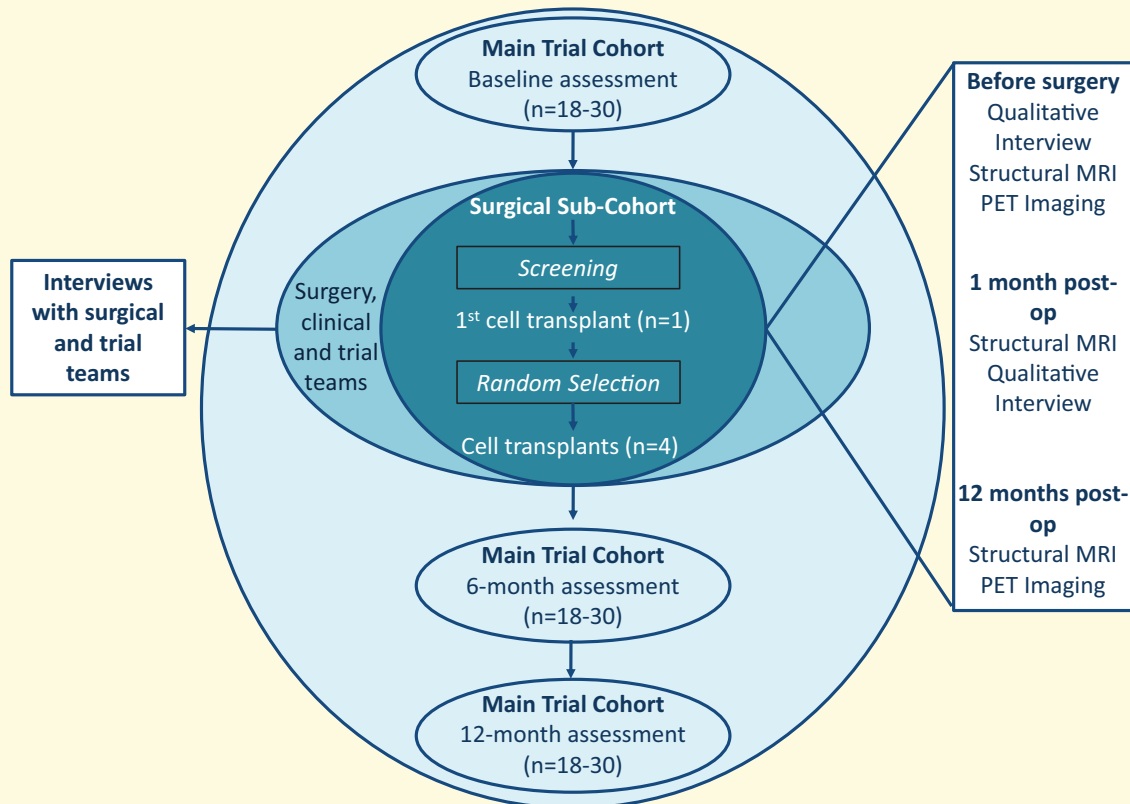 Main Trial Cohort
Baseline assessment
(n=18-30)
Surgical Sub-Cohort
Screening
1st cell transplant (n=1)
Random Selection
Cell transplants (n=4)
Surgery,
clinical
and trial
teams
Interviews
with surgical
and trial
teams
Main Trial Cohort
6-month assessment
(n=18-30)
Main Trial Cohort
12-month assessment
(n=18-30)
Before surgery
Qualitative
Interview
Structural MRI
PET Imaging
1 month post-
op
Structural MRI
Qualitative
Interview
12 months post-
op
Structural MRI
PET Imaging